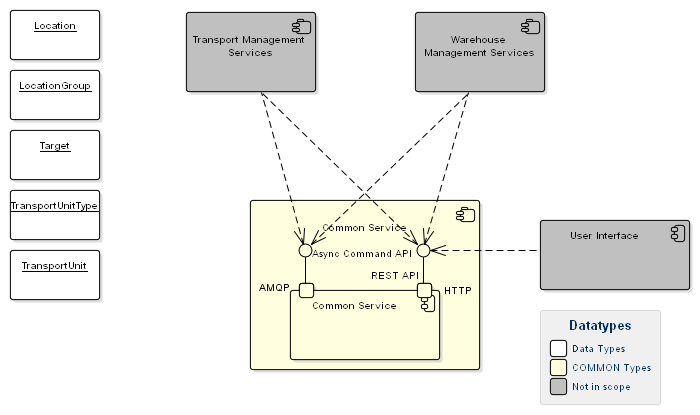 Location
LocationGroup
Target
TransportUnitType
TransportUnit
Transport Management
Services
Warehouse
Management Services
Common Service
Async Command API
REST API
AMQP
HTTP
Common Service
User Interface
Datatypes
Data Types
COMMON Types
Not in scope